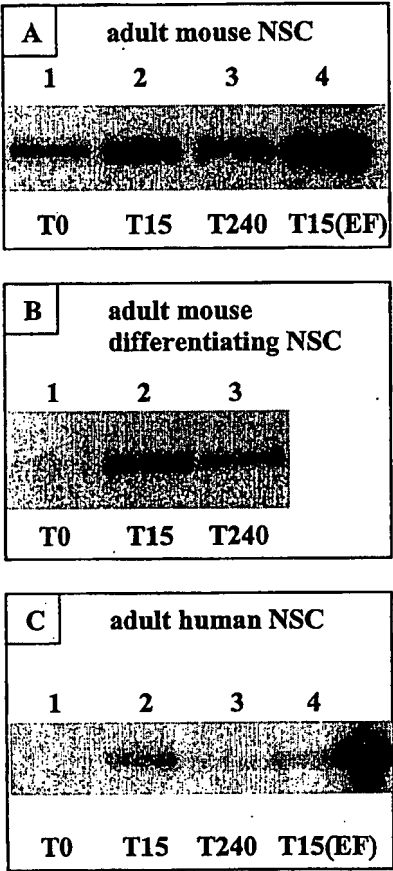 A adult mouse NSC
1 2 3 4
T0 T15 T240 T15(EF)
B adult mouse
differentiating NSC
1 2 3
T0 T15 T240
C adult human NSC
1 2 3 4
T0 T15 T240 T15(EF)